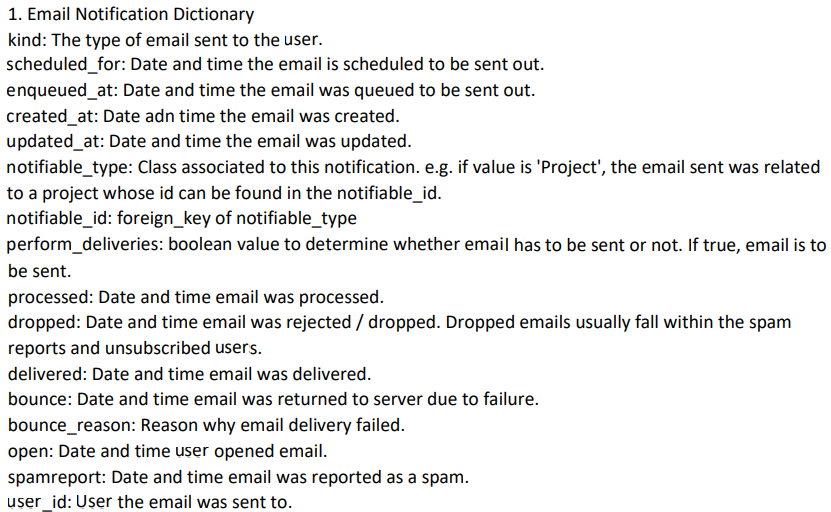 1. Email Notification Dictionary
kind: The type of email sent to the user.
scheduled_for: Date and time the email is scheduled to be sent out.
enqueued_at: Date and time the email was queued to be sent out.
created_at: Date adn time the email was created.
updated_at: Date and time the email was updated.
notifiable_type: Class associated to this notification. e.g. if value is 'Project', the email sent was related
to a project whose id can be found in the notifiable_id.
notifiable_id: foreign_key of notifiable_type
perform_deliveries: boolean value to determine whether email has to be sent or not. If true, email is to
be sent.
processed: Date and time email was processed.
dropped: Date and time email was rejected / dropped. Dropped emails usually fall within the spam
reports and unsubscribed users.
delivered: Date and time email was delivered.
bounce: Date and time email was returned to server due to failure.
bounce_reason: Reason why email delivery failed.
open: Date and time user opened email.
spamreport: Date and time email was reported as a spam.
user_id: User the email was sent to.